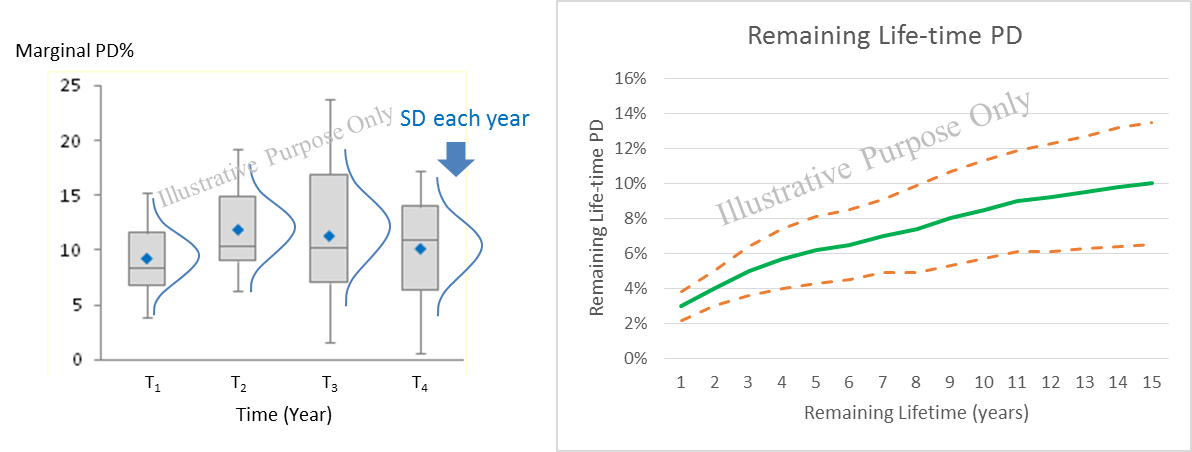 Marginal PD%
25
20
15
10
5
0
T1
T2
T3
T4
Time (Year)
Illustrative Purpose Only
SD each year
Remaining Life-time PD
Remaining Life-time PD
16%
14%
12%
10%
8%
6%
4%
2%
0%
1 2 3 4 5 6 7 8 9 10 11 12 13 14 15
Remaining Lifetime (years)
Illustrative Purpose Only